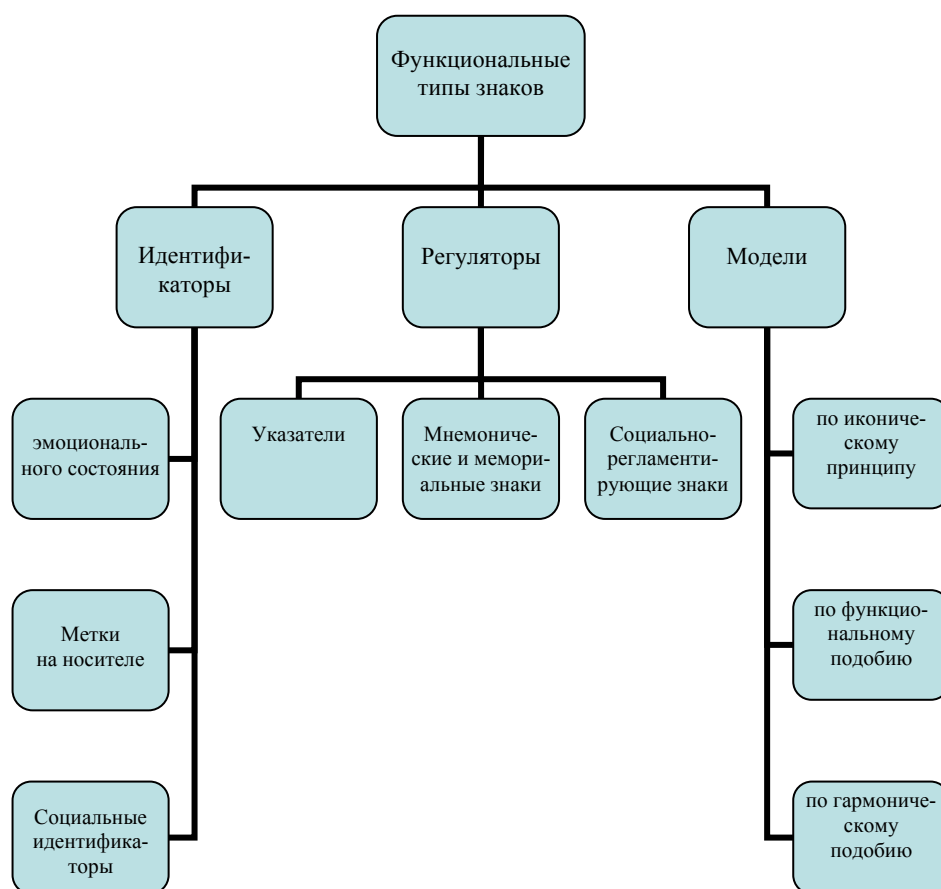 Функциональные
типы знаков
Идентифи-
каторы
Регуляторы
Модели
эмоциональ-
ного состояния
Указатели
Мнемониче-
ские и мемори-
альные знаки
Социально-
регламенти-
рующие знаки
по икониче-
скому
принципу
Метки
на носителе
по функцио-
нальному
подобию
Социальные
идентифика-
торы
по гармониче-
скому
подобию